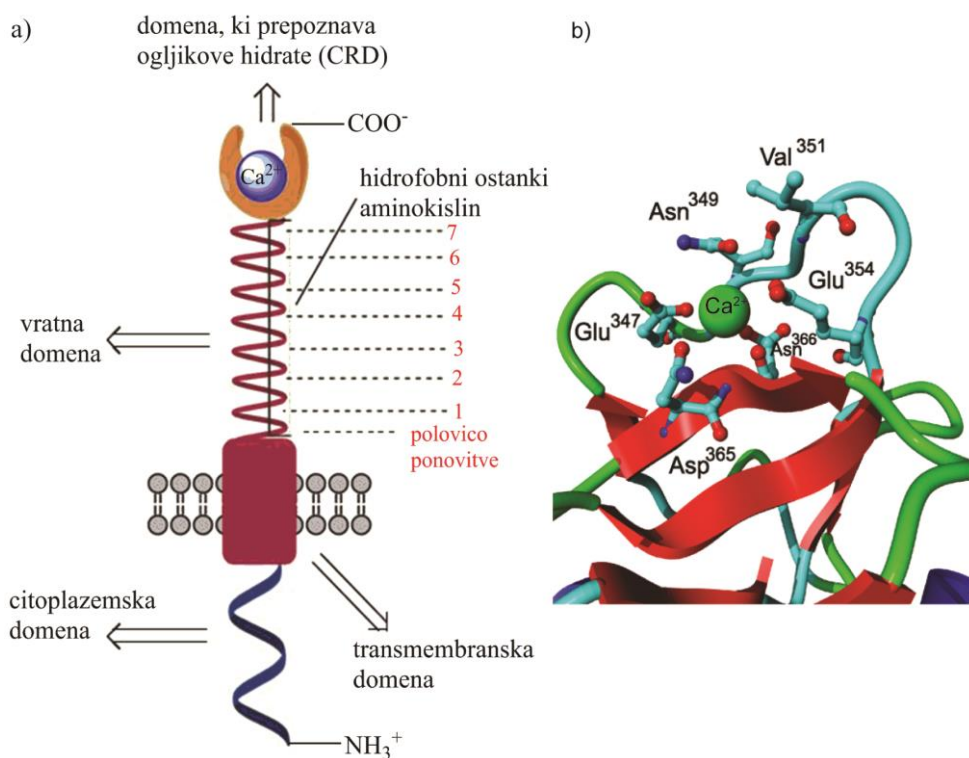 a)
domena, ki prepoznava
ogljikove hidrate (CRD)
COO⁻
Ca²⁺
hidrofobni ostanki
aminokislin
7
6
5
4
3
2
1
polovico
ponovitve
vratna
domena
citoplazemska
domena
transmembranska
domena
NH₃⁺
b)
Val³⁵¹
Asn³⁴⁹
Glu³⁵⁴
Ca²⁺
Glu³⁴⁷
Asn³⁶⁶
Asp³⁶⁵